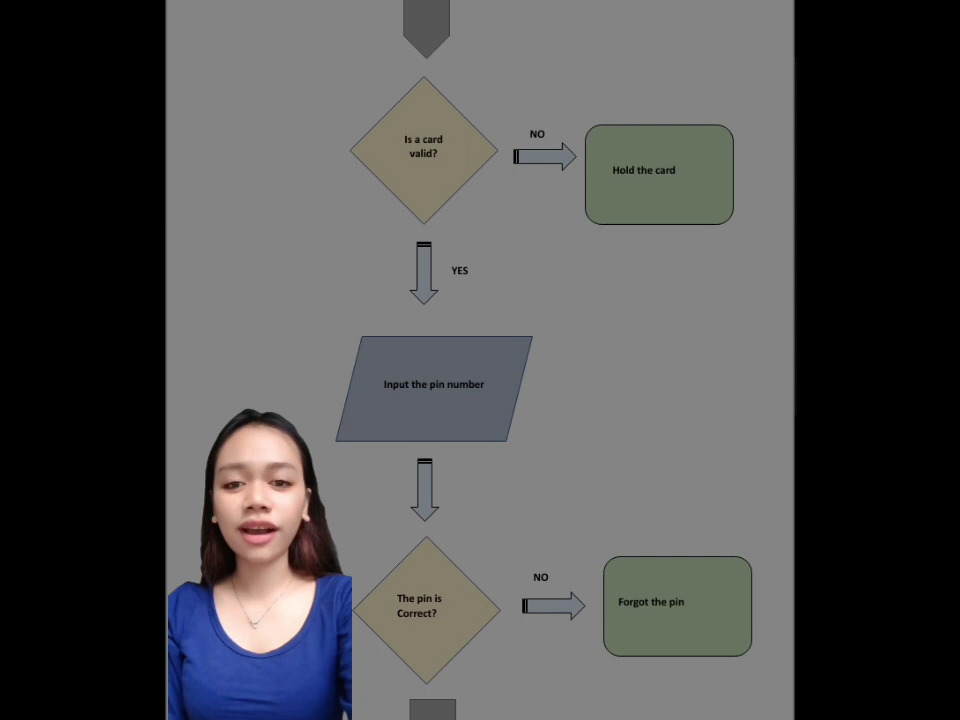 Is a card
valid?
NO
Hold the card
YES
Input the pin number
The pin is
Correct?
NO
Forgot the pin